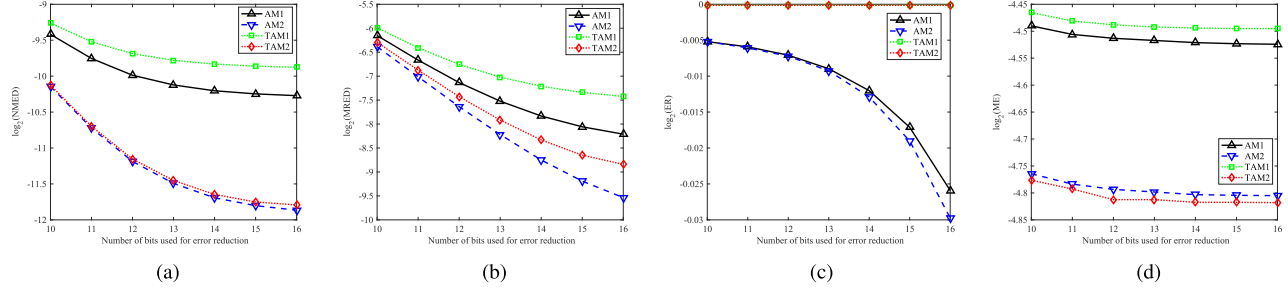 -9
-9.5
-10
-10.5
-11
-11.5
-12
log2(NMED)
10 11 12 13 14 15 16
Number of bits used for error reduction
AM1
AM2
TAM1
TAM2
(a)
-5.5
-6
-6.5
-7
-7.5
-8
-8.5
-9
-9.5
-10
log2(MRED)
10 11 12 13 14 15 16
Number of bits used for error reduction
AM1
AM2
TAM1
TAM2
(b)
0
-0.005
-0.01
-0.015
-0.02
-0.025
-0.03
log2(ER)
10 11 12 13 14 15 16
Number of bits used for error reduction
AM1
AM2
TAM1
TAM2
(c)
-4.45
-4.5
-4.55
-4.6
-4.65
-4.7
-4.75
-4.8
-4.85
log2(ME)
10 11 12 13 14 15 16
Number of bits used for error reduction
AM1
AM2
TAM1
TAM2
(d)